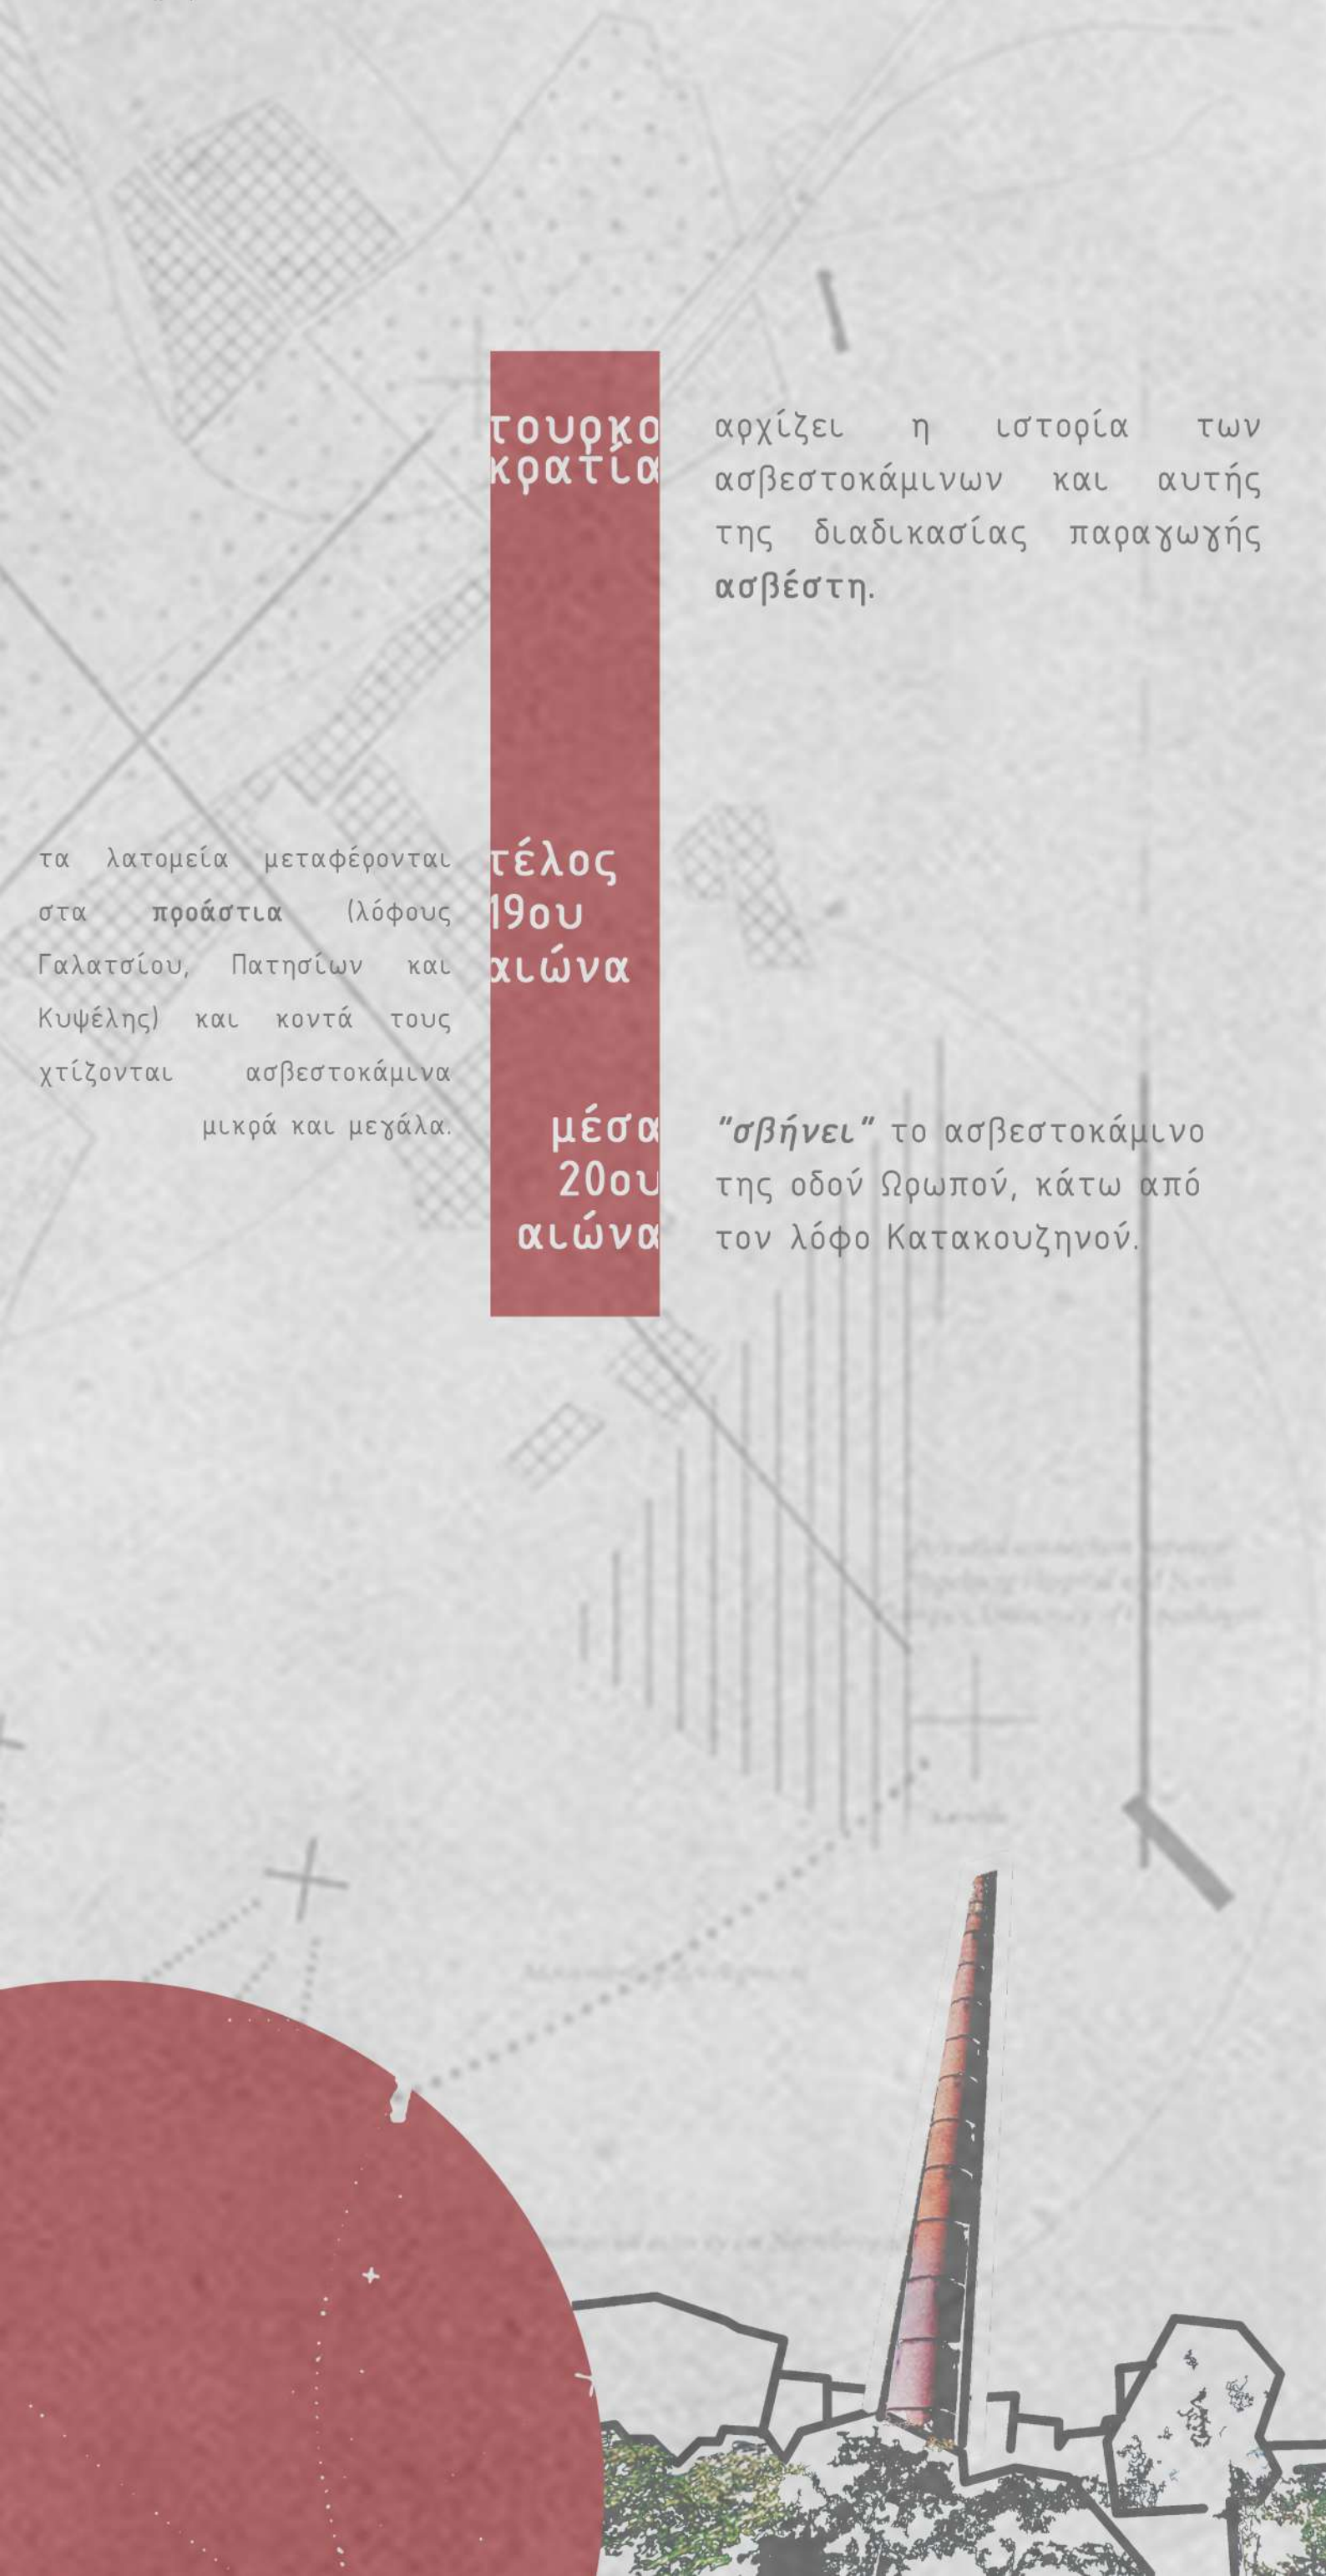 τουρκο
κρατία
αρχίζει η ιστορία των
ασβεστοκάμινων και αυτής
της διαδικασίας παραγωγής
ασβέστη.
τέλος
19ου
αιώνα
τα λατομεία μεταφέρονται
στα προάστια (λόφους
Γαλατσίου, Πατησίων και
Κυψέλης) και κοντά τους
χτίζονται ασβεστοκάμινα
μικρά και μεγάλα.
μέσα
20ου
αιώνα
"σβήνει" το ασβεστοκάμινο
της οδού Ωρωπού, κάτω από
τον λόφο Κατακουζηνού.